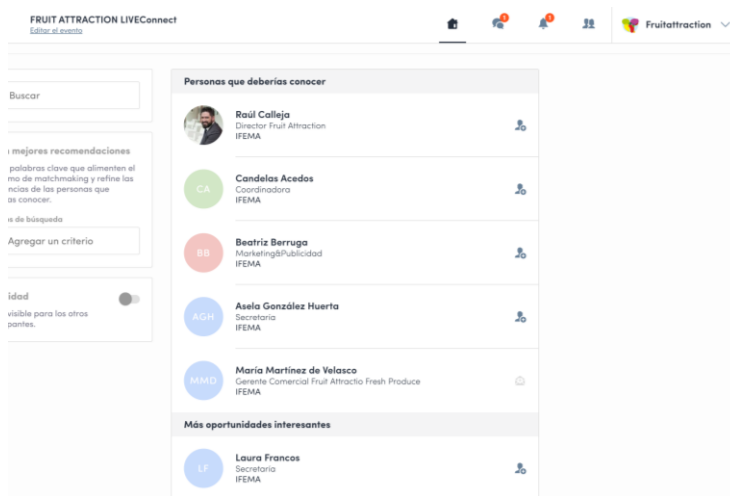 FRUIT ATTRACTION LIVEConnect
Editar el evento
1
1
Fruitattraction
Buscar
mejores recomendaciones
palabras clave que alimenten el
mo de matchmaking y refine las
ncias de las personas que
as conocer.
de búsqueda
Agregar un criterio
idad
visible para los otros
pantes.
Personas que deberías conocer
Raúl Calleja
Director Fruit Attraction
IFEMA
CA
Candelas Acedos
Coordinadora
IFEMA
BB
Beatriz Berruga
Marketing&Publicidad
IFEMA
AGH
Asela González Huerta
Secretaria
IFEMA
MMD
María Martínez de Velasco
Gerente Comercial Fruit Attractio Fresh Produce
IFEMA
Más oportunidades interesantes
LF
Laura Francos
Secretaria
IFEMA